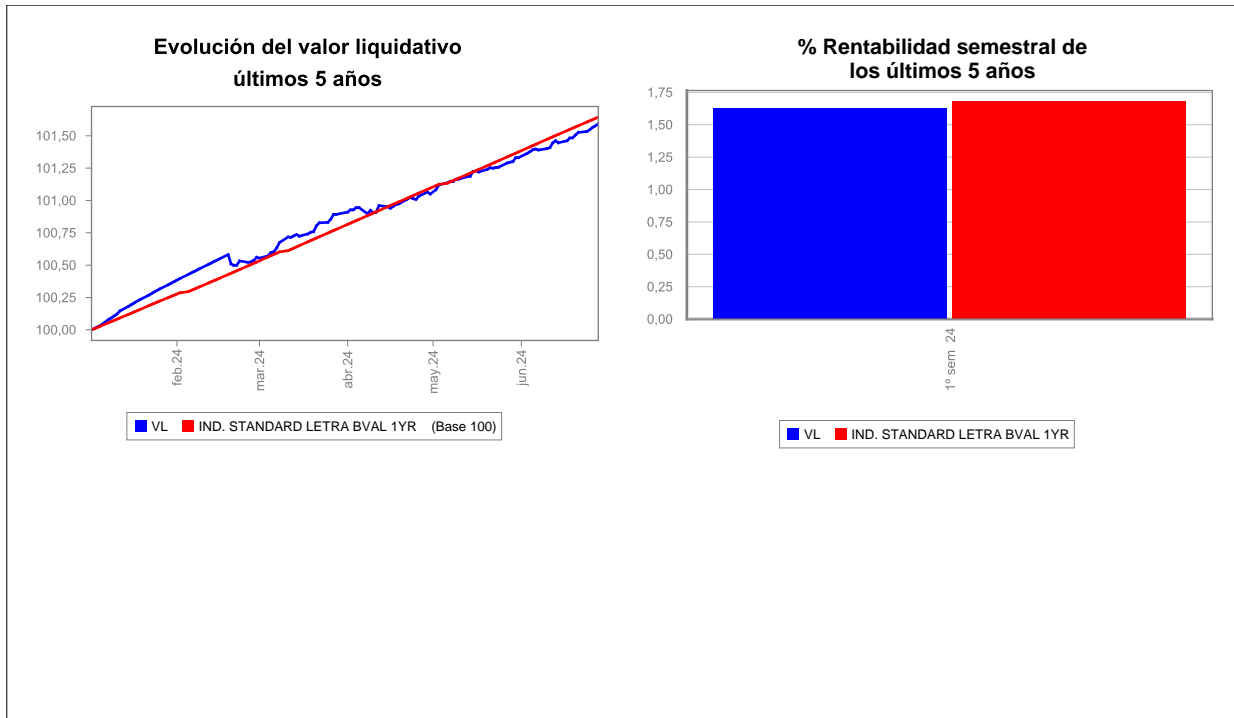 Evolución del valor liquidativo
últimos 5 años
101,50
101,25
101,00
100,75
100,50
100,25
100,00
feb.24
mar.24
abr.24
may.24
jun.24
VL IND. STANDARD LETRA BVAL 1YR (Base 100)
% Rentabilidad semestral de
los últimos 5 años
1,75
1,50
1,25
1,00
0,75
0,50
0,25
0,00
1º sem 24
VL IND. STANDARD LETRA BVAL 1YR